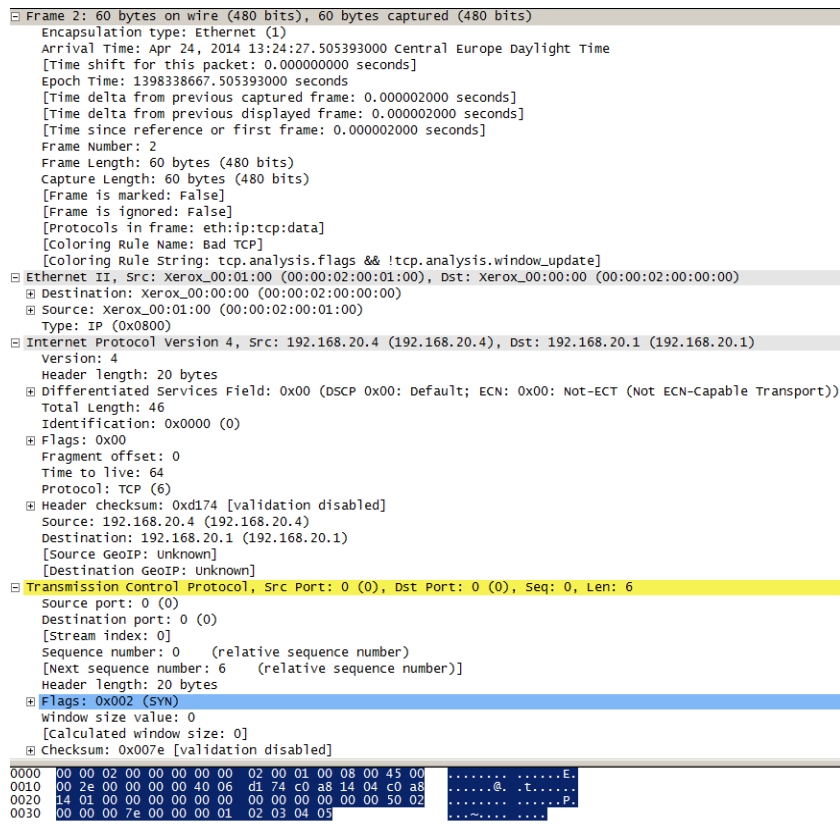 Frame 2: 60 bytes on wire (480 bits), 60 bytes captured (480 bits)
Encapsulation type: Ethernet (1)
Arrival Time: Apr 24, 2014 13:24:27.505393000 Central Europe Daylight Time
[Time shift for this packet: 0.000000000 seconds]
Epoch Time: 1398338667.505393000 seconds
[Time delta from previous captured frame: 0.000002000 seconds]
[Time delta from previous displayed frame: 0.000002000 seconds]
[Time since reference or first frame: 0.000002000 seconds]
Frame Number: 2
Frame Length: 60 bytes (480 bits)
Capture Length: 60 bytes (480 bits)
[Frame is marked: False]
[Frame is ignored: False]
[Protocols in frame: eth:ip:tcp:data]
[Coloring Rule Name: Bad TCP]
[Coloring Rule String: tcp.analysis.flags && !tcp.analysis.window_update]
Ethernet II, Src: Xerox_00:01:00 (00:00:02:00:01:00), Dst: Xerox_00:00:00 (00:00:02:00:00:00)
Destination: Xerox_00:00:00 (00:00:02:00:00:00)
Source: Xerox_00:01:00 (00:00:02:00:01:00)
Type: IP (0x0800)
Internet Protocol Version 4, Src: 192.168.20.4 (192.168.20.4), Dst: 192.168.20.1 (192.168.20.1)
Version: 4
Header length: 20 bytes
Differentiated Services Field: 0x00 (DSCP 0x00: Default; ECN: 0x00: Not-ECT (Not ECN-Capable Transport))
Total Length: 46
Identification: 0x0000 (0)
Flags: 0x00
Fragment offset: 0
Time to live: 64
Protocol: TCP (6)
Header checksum: 0xd174 [validation disabled]
Source: 192.168.20.4 (192.168.20.4)
Destination: 192.168.20.1 (192.168.20.1)
[Source GeoIP: Unknown]
[Destination GeoIP: Unknown]
Transmission Control Protocol, Src Port: 0 (0), Dst Port: 0 (0), Seq: 0, Len: 6
Source port: 0 (0)
Destination port: 0 (0)
[Stream index: 0]
Sequence number: 0 (relative sequence number)
[Next sequence number: 6 (relative sequence number)]
Header length: 20 bytes
Flags: 0x002 (SYN)
Window size value: 0
[Calculated window size: 0]
Checksum: 0x007e [validation disabled]
0000 00 00 02 00 00 00 00 00 02 00 01 00 08 00 45 00 ........ ......E.
0010 00 2e 00 00 00 00 40 06 d1 74 c0 a8 14 04 c0 a8 ......@. .t......
0020 14 01 00 00 00 00 00 00 00 00 00 00 00 00 50 02 ........ ......P.
0030 00 00 00 7e 00 00 00 01 02 03 04 05 ...~.... ....